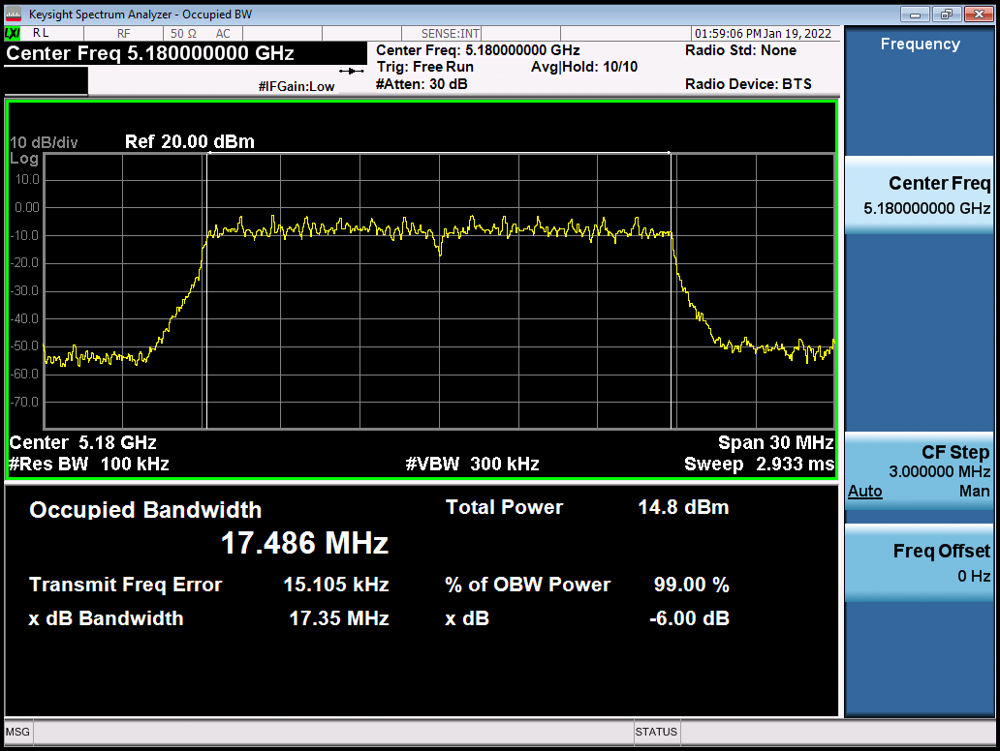 Keysight Spectrum Analyzer - Occupied BW
LXI RL RF 50 Ω AC SENSE:INT 01:59:06 PM Jan 19, 2022
Center Freq 5.180000000 GHz
Center Freq: 5.180000000 GHz Radio Std: None
Trig: Free Run Avg|Hold: 10/10
#IFGain:Low #Atten: 30 dB Radio Device: BTS
10 dB/div Ref 20.00 dBm
Log
10.0
0.00
-10.0
-20.0
-30.0
-40.0
-50.0
-60.0
-70.0
Center 5.18 GHz Span 30 MHz
#Res BW 100 kHz #VBW 300 kHz Sweep 2.933 ms
Occupied Bandwidth Total Power 14.8 dBm
17.486 MHz
Transmit Freq Error 15.105 kHz % of OBW Power 99.00 %
x dB Bandwidth 17.35 MHz x dB -6.00 dB
MSG STATUS
Frequency
Center Freq
5.180000000 GHz
CF Step
3.000000 MHz
Auto Man
Freq Offset
0 Hz